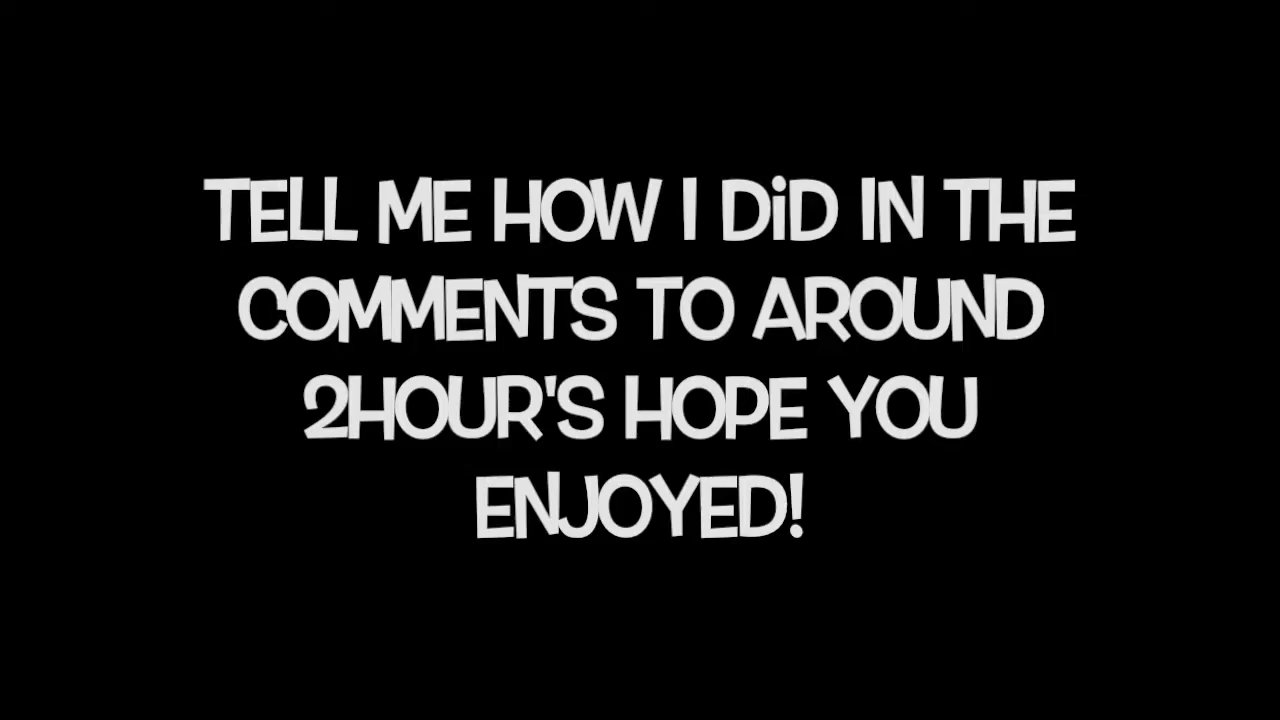 TELL ME HOW I DiD IN THE
COMMENTS TO AROUND
2HOUR'S HOPE YOU
ENJOYED!